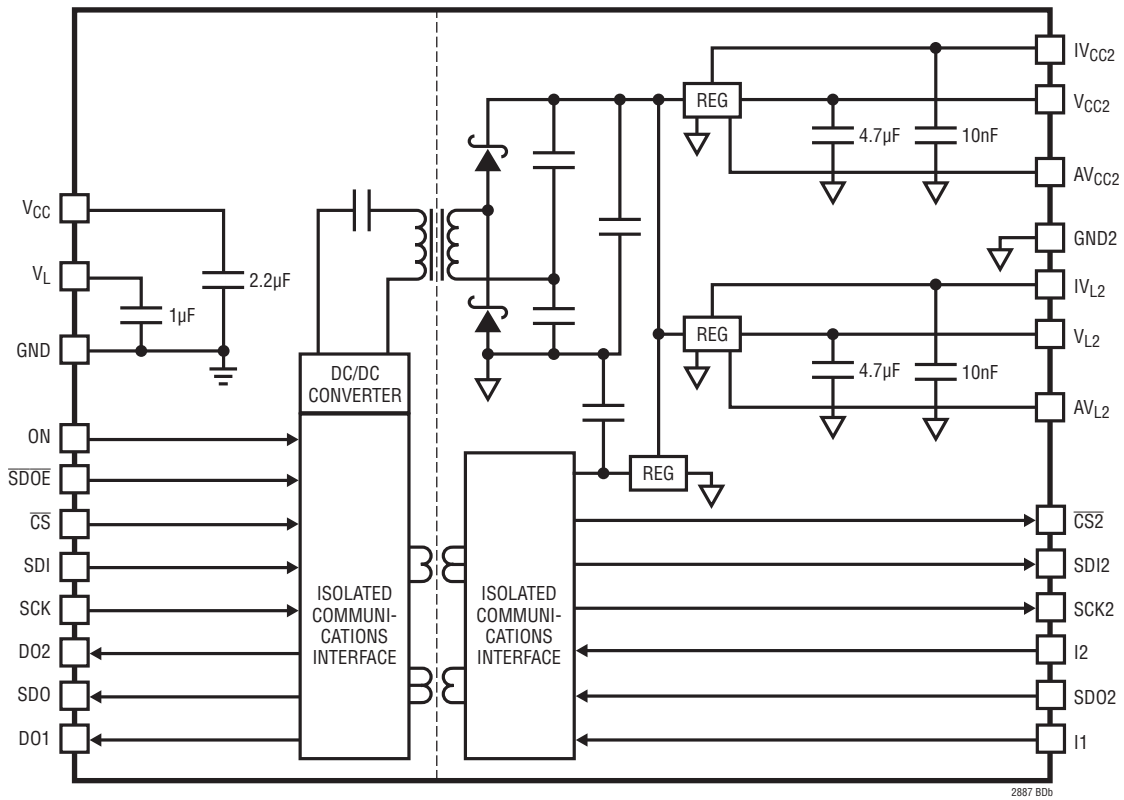 VCC
VL
GND
ON
SDOE
CS
SDI
SCK
DO2
SDO
DO1
2.2µF
1µF
DC/DC
CONVERTER
ISOLATED
COMMUNI-
CATIONS
INTERFACE
ISOLATED
COMMUNI-
CATIONS
INTERFACE
REG
4.7µF
10nF
REG
4.7µF
10nF
REG
IVCC2
VCC2
AVCC2
GND2
IVL2
VL2
AVL2
CS2
SDI2
SCK2
I2
SDO2
I1
2887 BDb